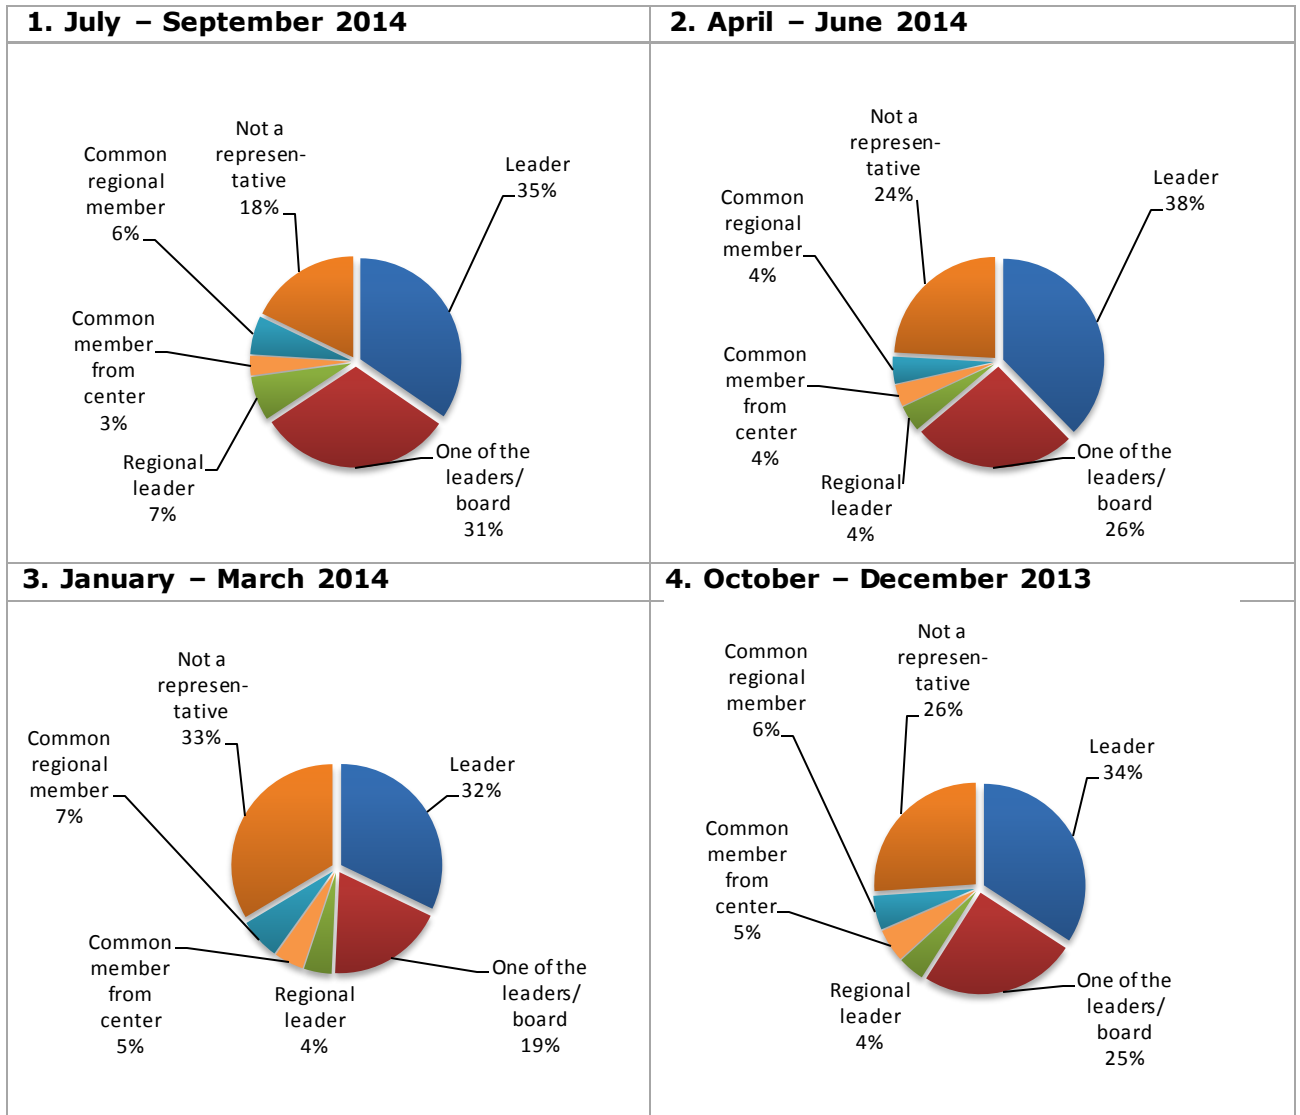 1. July – September 2014
2. April – June 2014
Not a
represen-
tative
18%
Common
regional
member
6%
Leader
35%
Common
member
from
center
3%
Regional
leader
7%
One of the
leaders/
board
31%
Not a
represen-
tative
24%
Common
regional
member
4%
Leader
38%
Common
member
from
center
4%
Regional
leader
4%
One of the
leaders/
board
26%
3. January – March 2014
4. October – December 2013
Not a
represen-
tative
33%
Common
regional
member
7%
Leader
32%
Common
member
from
center
5%
Regional
leader
4%
One of the
leaders/
board
19%
Not a
represen-
tative
26%
Common
regional
member
6%
Leader
34%
Common
member
from
center
5%
Regional
leader
4%
One of the
leaders/
board
25%